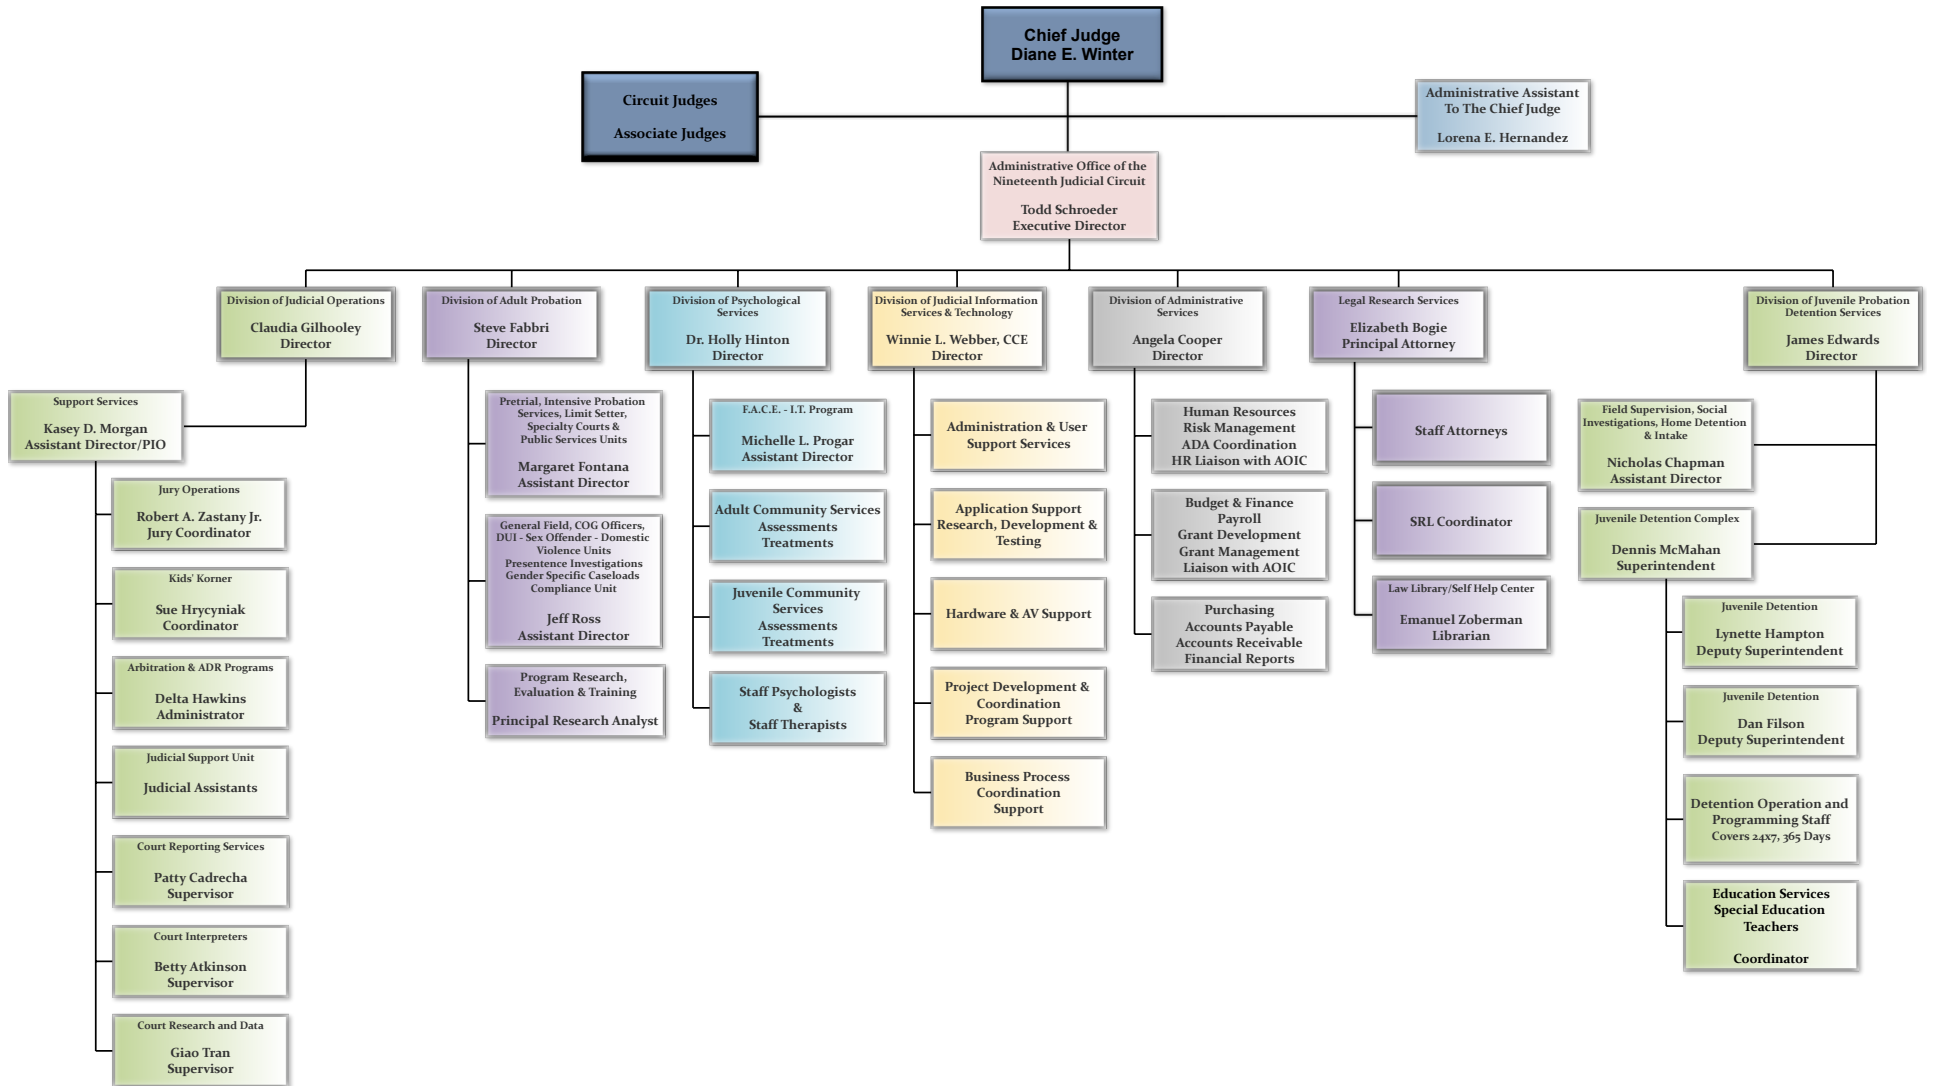 Chief Judge
Diane E. Winter
Circuit Judges
Associate Judges
Administrative Assistant
To The Chief Judge
Lorena E. Hernandez
Administrative Office of the
Nineteenth Judicial Circuit
Todd Schroeder
Executive Director
Division of Judicial Operations
Claudia Gilhooley
Director
Division of Adult Probation
Steve Fabbri
Director
Division of Psychological
Services
Dr. Holly Hinton
Director
Division of Judicial Information
Services & Technology
Winnie L. Webber, CCE
Director
Division of Administrative
Services
Angela Cooper
Director
Legal Research Services
Elizabeth Bogie
Principal Attorney
Division of Juvenile Probation
Detention Services
James Edwards
Director
Support Services
Kasey D. Morgan
Assistant Director/PIO
Jury Operations
Robert A. Zastany Jr.
Jury Coordinator
Kids' Korner
Sue Hrycyniak
Coordinator
Arbitration & ADR Programs
Delta Hawkins
Administrator
Judicial Support Unit
Judicial Assistants
Court Reporting Services
Patty Cadrecha
Supervisor
Court Interpreters
Betty Atkinson
Supervisor
Court Research and Data
Giao Tran
Supervisor
Pretrial, Intensive Probation
Services, Limit Setter,
Specialty Courts &
Public Services Units
Margaret Fontana
Assistant Director
General Field, COG Officers,
DUI - Sex Offender - Domestic
Violence Units
Presentence Investigations
Gender Specific Caseloads
Compliance Unit
Jeff Ross
Assistant Director
Program Research,
Evaluation & Training
Principal Research Analyst
F.A.C.E. - I.T. Program
Michelle L. Progar
Assistant Director
Adult Community Services
Assessments
Treatments
Juvenile Community
Services
Assessments
Treatments
Staff Psychologists
&
Staff Therapists
Administration & User
Support Services
Application Support
Research, Development &
Testing
Hardware & AV Support
Project Development &
Coordination
Program Support
Business Process
Coordination
Support
Human Resources
Risk Management
ADA Coordination
HR Liaison with AOIC
Budget & Finance
Payroll
Grant Development
Grant Management
Liaison with AOIC
Purchasing
Accounts Payable
Accounts Receivable
Financial Reports
Staff Attorneys
SRL Coordinator
Law Library/Self Help Center
Emanuel Zoberman
Librarian
Field Supervision, Social
Investigations, Home Detention
& Intake
Nicholas Chapman
Assistant Director
Juvenile Detention Complex
Dennis McMahan
Superintendent
Juvenile Detention
Lynette Hampton
Deputy Superintendent
Juvenile Detention
Dan Filson
Deputy Superintendent
Detention Operation and
Programming Staff
Covers 24x7, 365 Days
Education Services
Special Education
Teachers
Coordinator